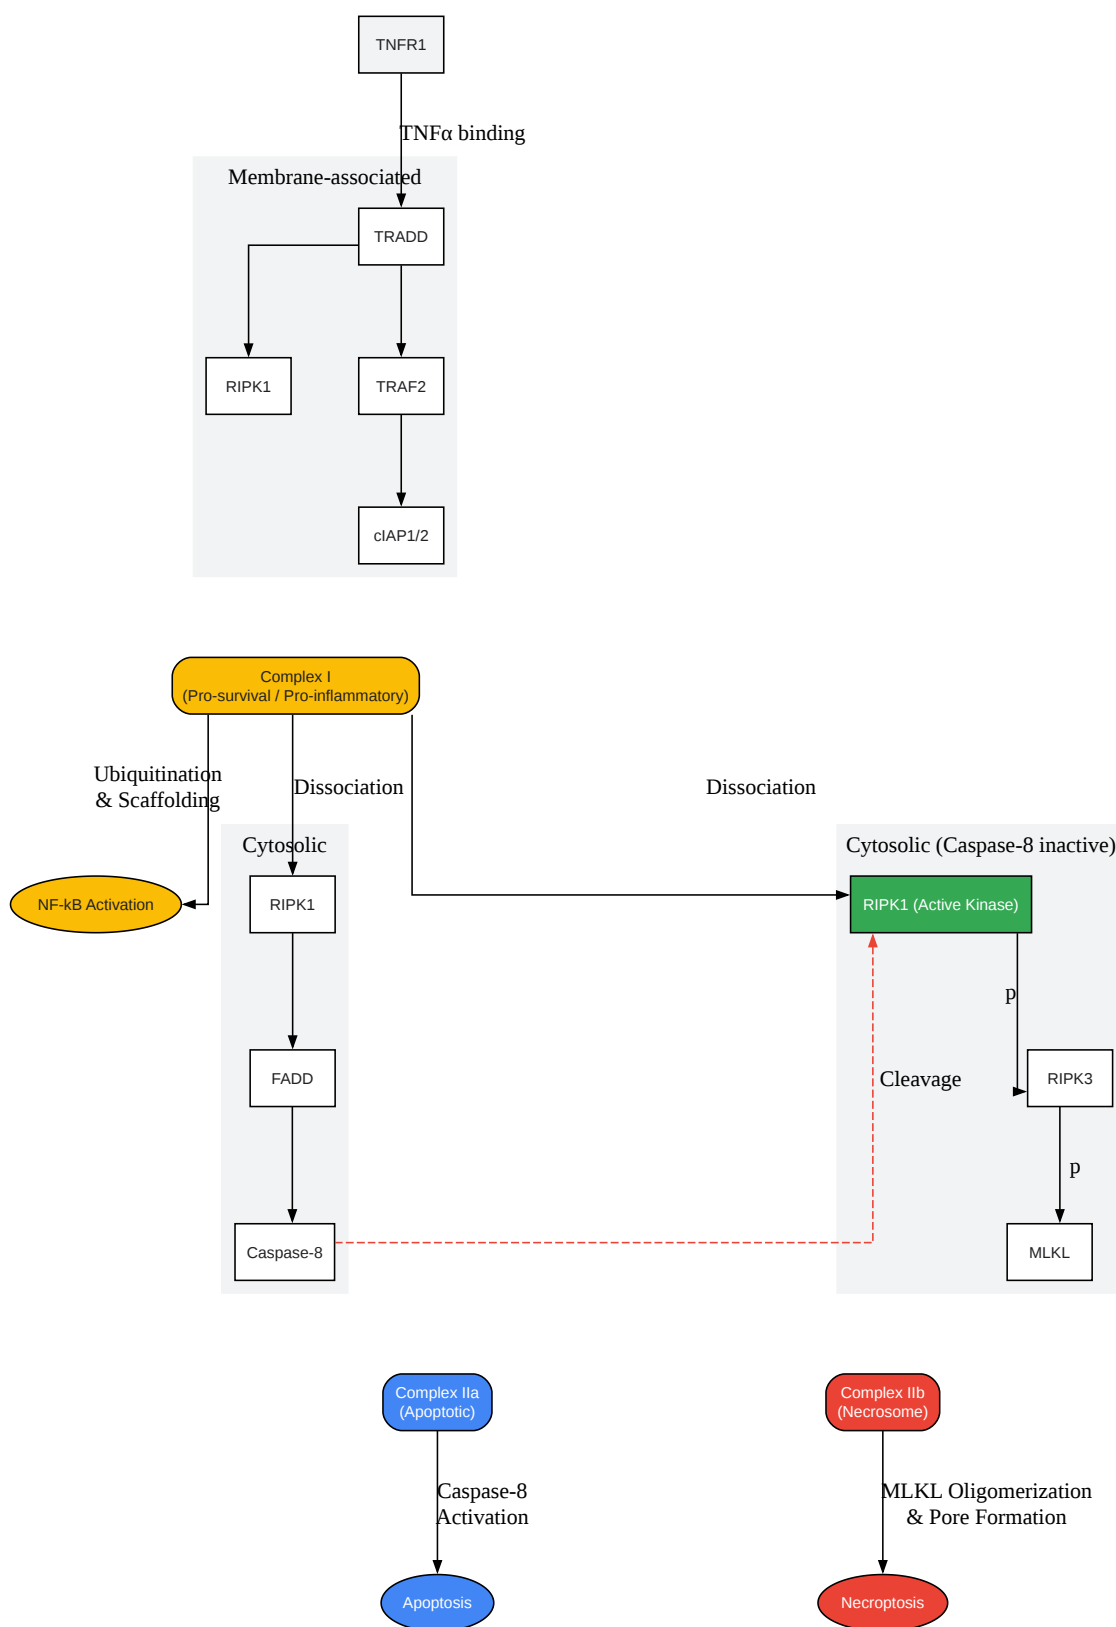 TNFR1
TNFα binding
Membrane-associated
TRADD
RIPK1
TRAF2
cIAP1/2
Complex I
(Pro-survival / Pro-inflammatory)
Ubiquitination
& Scaffolding
Dissociation
Dissociation
Cytosolic
Cytosolic (Caspase-8 inactive)
NF-kB Activation
RIPK1
RIPK1 (Active Kinase)
p
FADD
Cleavage
RIPK3
p
Caspase-8
MLKL
Complex IIa
(Apoptotic)
Complex IIb
(Necrosome)
Caspase-8
Activation
MLKL Oligomerization
& Pore Formation
Apoptosis
Necroptosis